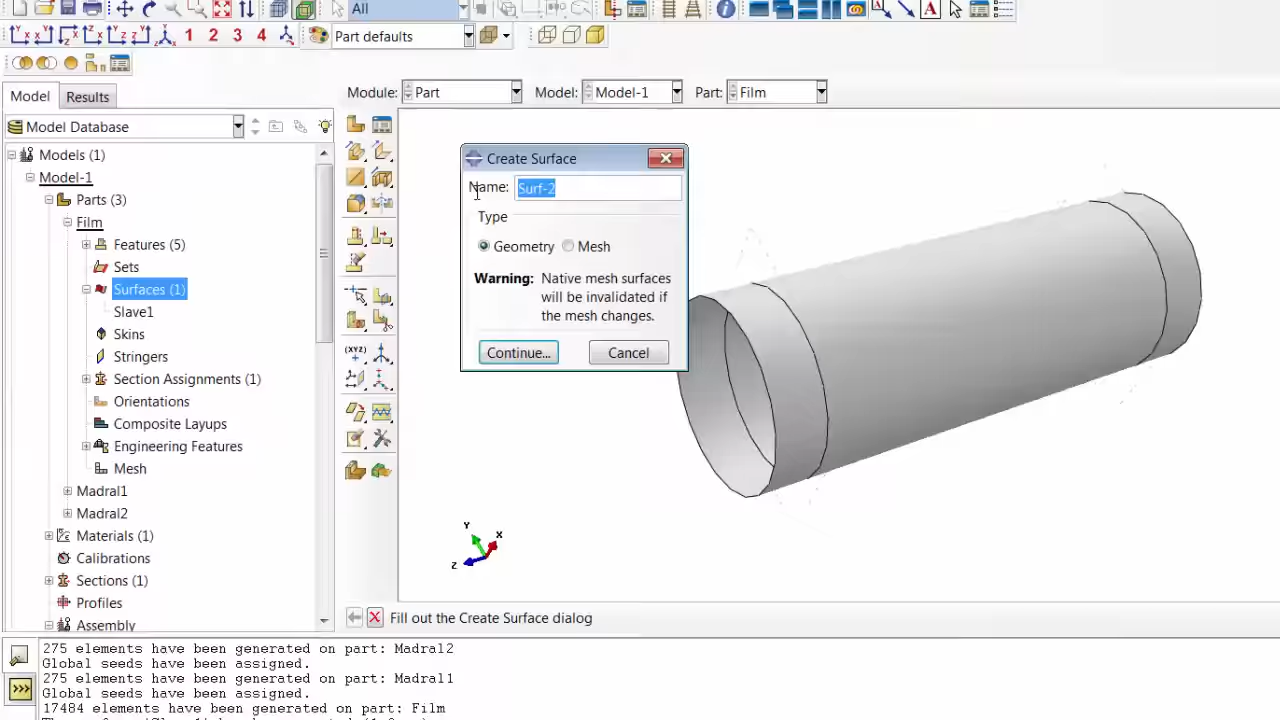 All
1 2 3 4 Part defaults
Model Results
Module: Part Model: Model-1 Part: Film
Model Database
Models (1)
Model-1
Parts (3)
Film
Features (5)
Sets
Surfaces (1)
Slave1
Skins
Stringers
Section Assignments (1)
Orientations
Composite Layups
Engineering Features
Mesh
Madral1
Madral2
Materials (1)
Calibrations
Sections (1)
Profiles
Assembly
Create Surface
Name: Surf-2
Type
Geometry Mesh
Warning: Native mesh surfaces
will be invalidated if
the mesh changes.
Continue... Cancel
(XYZ)
Y
X
Z
Fill out the Create Surface dialog
275 elements have been generated on part: Madral2
Global seeds have been assigned.
275 elements have been generated on part: Madral1
Global seeds have been assigned.
17484 elements have been generated on part: Film
>>>